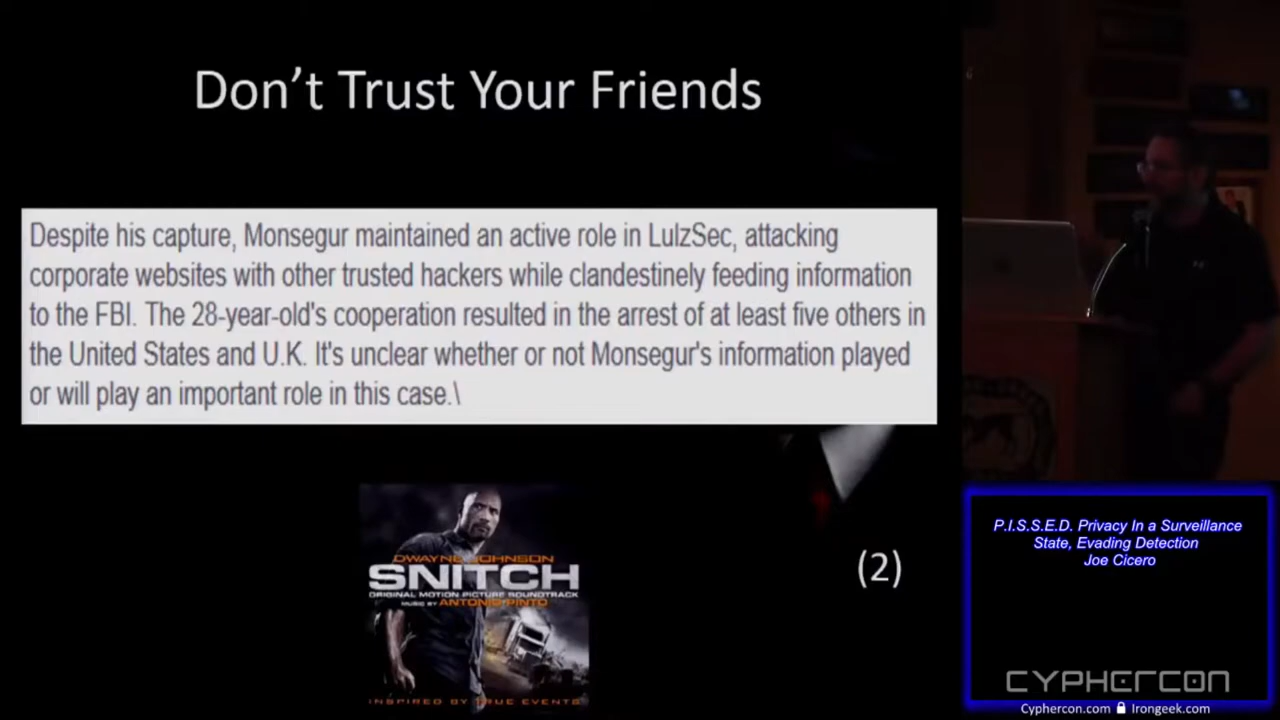 Don't Trust Your Friends
Despite his capture, Monsegur maintained an active role in LulzSec, attacking
corporate websites with other trusted hackers while clandestinely feeding information
to the FBI. The 28-year-old's cooperation resulted in the arrest of at least five others in
the United States and U.K. It's unclear whether or not Monsegur's information played
or will play an important role in this case.\
DWAYNE JOHNSON
SNITCH
ORIGINAL MOTION PICTURE SOUNDTRACK
MUSIC BY ANTONIO PINTO
INSPIRED BY TRUE EVENTS
(2)
P.I.S.S.E.D. Privacy In a Surveillance
State, Evading Detection
Joe Cicero
CYPHERCON
Cyphercon.com Irongeek.com